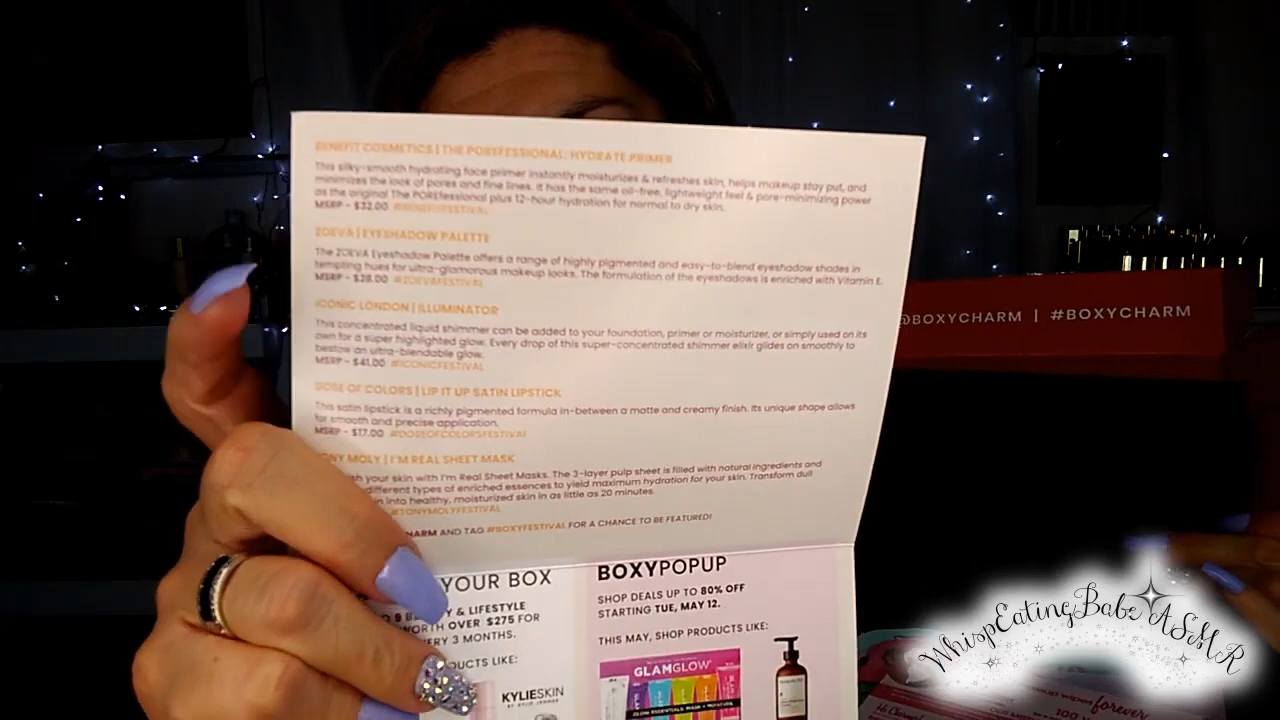 BENEFIT COSMETICS | THE POREFESSIONAL: HYDRATE PRIMER
This silky-smooth hydrating face primer instantly moisturizes & refreshes skin, helps makeup stay put, and
minimizes the look of pores and fine lines. It has the same oil-free, lightweight feel & pore-minimizing power
as the original The POREfessional plus 12-hour hydration for normal to dry skin.
MSRP - $32.00 #BENEFITFESTIVAL
ZOEVA | EYESHADOW PALETTE
The ZOEVA Eyeshadow Palette offers a range of highly pigmented and easy-to-blend eyeshadow shades in
tempting hues for ultra-glamorous makeup looks. The formulation of the eyeshadows is enriched with Vitamin E.
MSRP - $28.00 #ZOEVAFESTIVAL
ICONIC LONDON | ILLUMINATOR
This concentrated liquid shimmer can be added to your foundation, primer or moisturizer, or simply used on its
own for a super highlighted glow. Every drop of this super-concentrated shimmer elixir glides on smoothly to
bestow an ultra-blendable glow.
MSRP - $41.00 #ICONICFESTIVAL
DOSE OF COLORS | LIP IT UP SATIN LIPSTICK
This satin lipstick is a richly pigmented formula in-between a matte and creamy finish. Its unique shape allows
for smooth and precise application.
MSRP - $17.00 #DOSEOFCOLORSFESTIVAL
TONY MOLY | I'M REAL SHEET MASK
your skin with I'm Real Sheet Masks. The 3-layer pulp sheet is filled with natural ingredients and
different types of enriched essences to yield maximum hydration for your skin. Transform dull
into healthy, moisturized skin in as little as 20 minutes.
#TONYMOLYFESTIVAL
CHARM AND TAG #BOXYFESTIVAL FOR A CHANCE TO BE FEATURED!
YOUR BOX
& LIFESTYLE
WORTH OVER $275 FOR
EVERY 3 MONTHS.
KYLIESKIN
BY KYLIE JENNER
BOXYPOPUP
SHOP DEALS UP TO 80% OFF
STARTING TUE, MAY 12.
THIS MAY, SHOP PRODUCTS LIKE:
GLAMGLOW
@BOXYCHARM | #BOXYCHARM
WhispEatingBabe ASMR
forever